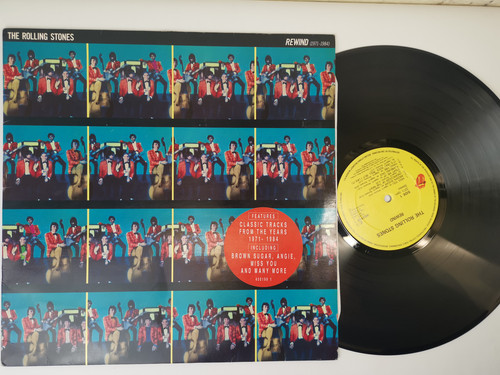 THE ROLLING STONES
REWIND (1971-1984)
FEATURES
CLASSIC TRACKS
FROM THE YEARS
1971-1984
INCLUDING
BROWN SUGAR, ANGIE,
MISS YOU
AND MANY MORE
THE ROLLING STONES
REWIND